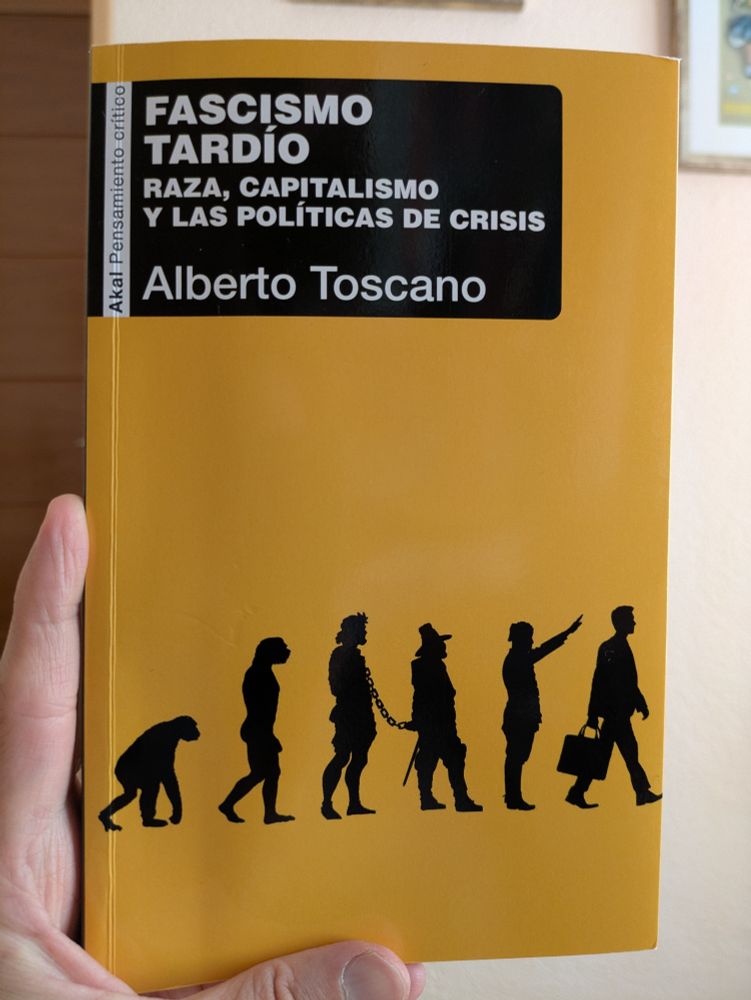 Akal Pensamiento crítico
FASCISMO
TARDÍO
RAZA, CAPITALISMO
Y LAS POLÍTICAS DE CRISIS
Alberto Toscano